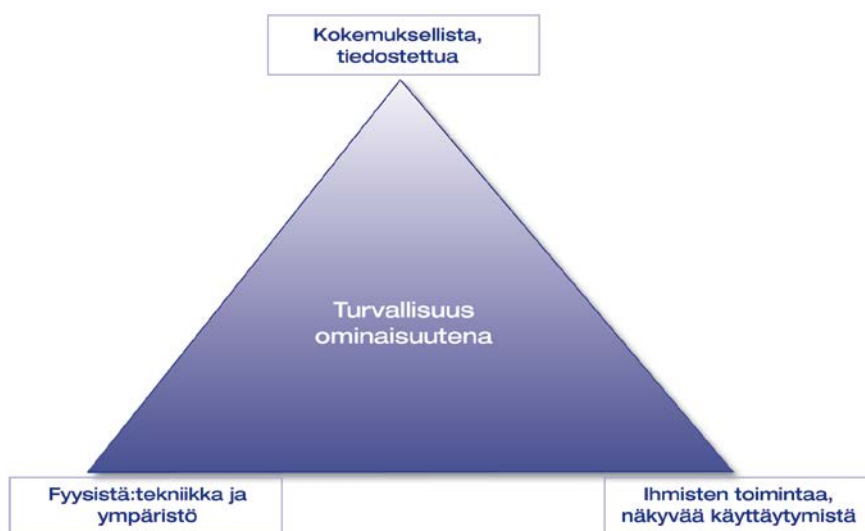 Kokemuksellista,
tiedostettua
Turvallisuus
ominaisuutena
Fyysistä:tekniikka ja
ympäristö
Ihmisten toimintaa,
näkyvää käyttäytymistä